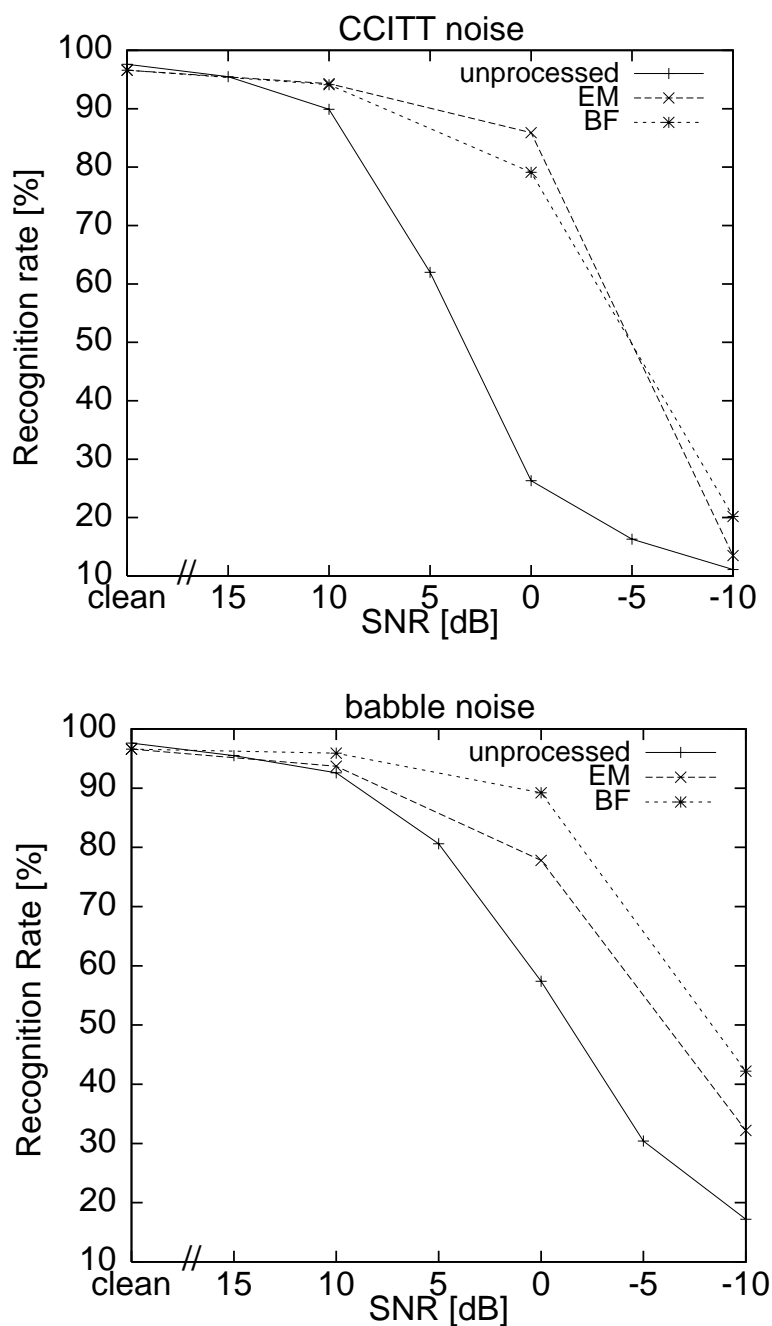 CCITT noise
100
90
80
70
60
50
40
30
20
10
Recognition rate [%]
unprocessed
EM
BF
clean // 15 10 5 0 -5 -10
SNR [dB]
babble noise
100
90
80
70
60
50
40
30
20
10
Recognition Rate [%]
unprocessed
EM
BF
clean // 15 10 5 0 -5 -10
SNR [dB]